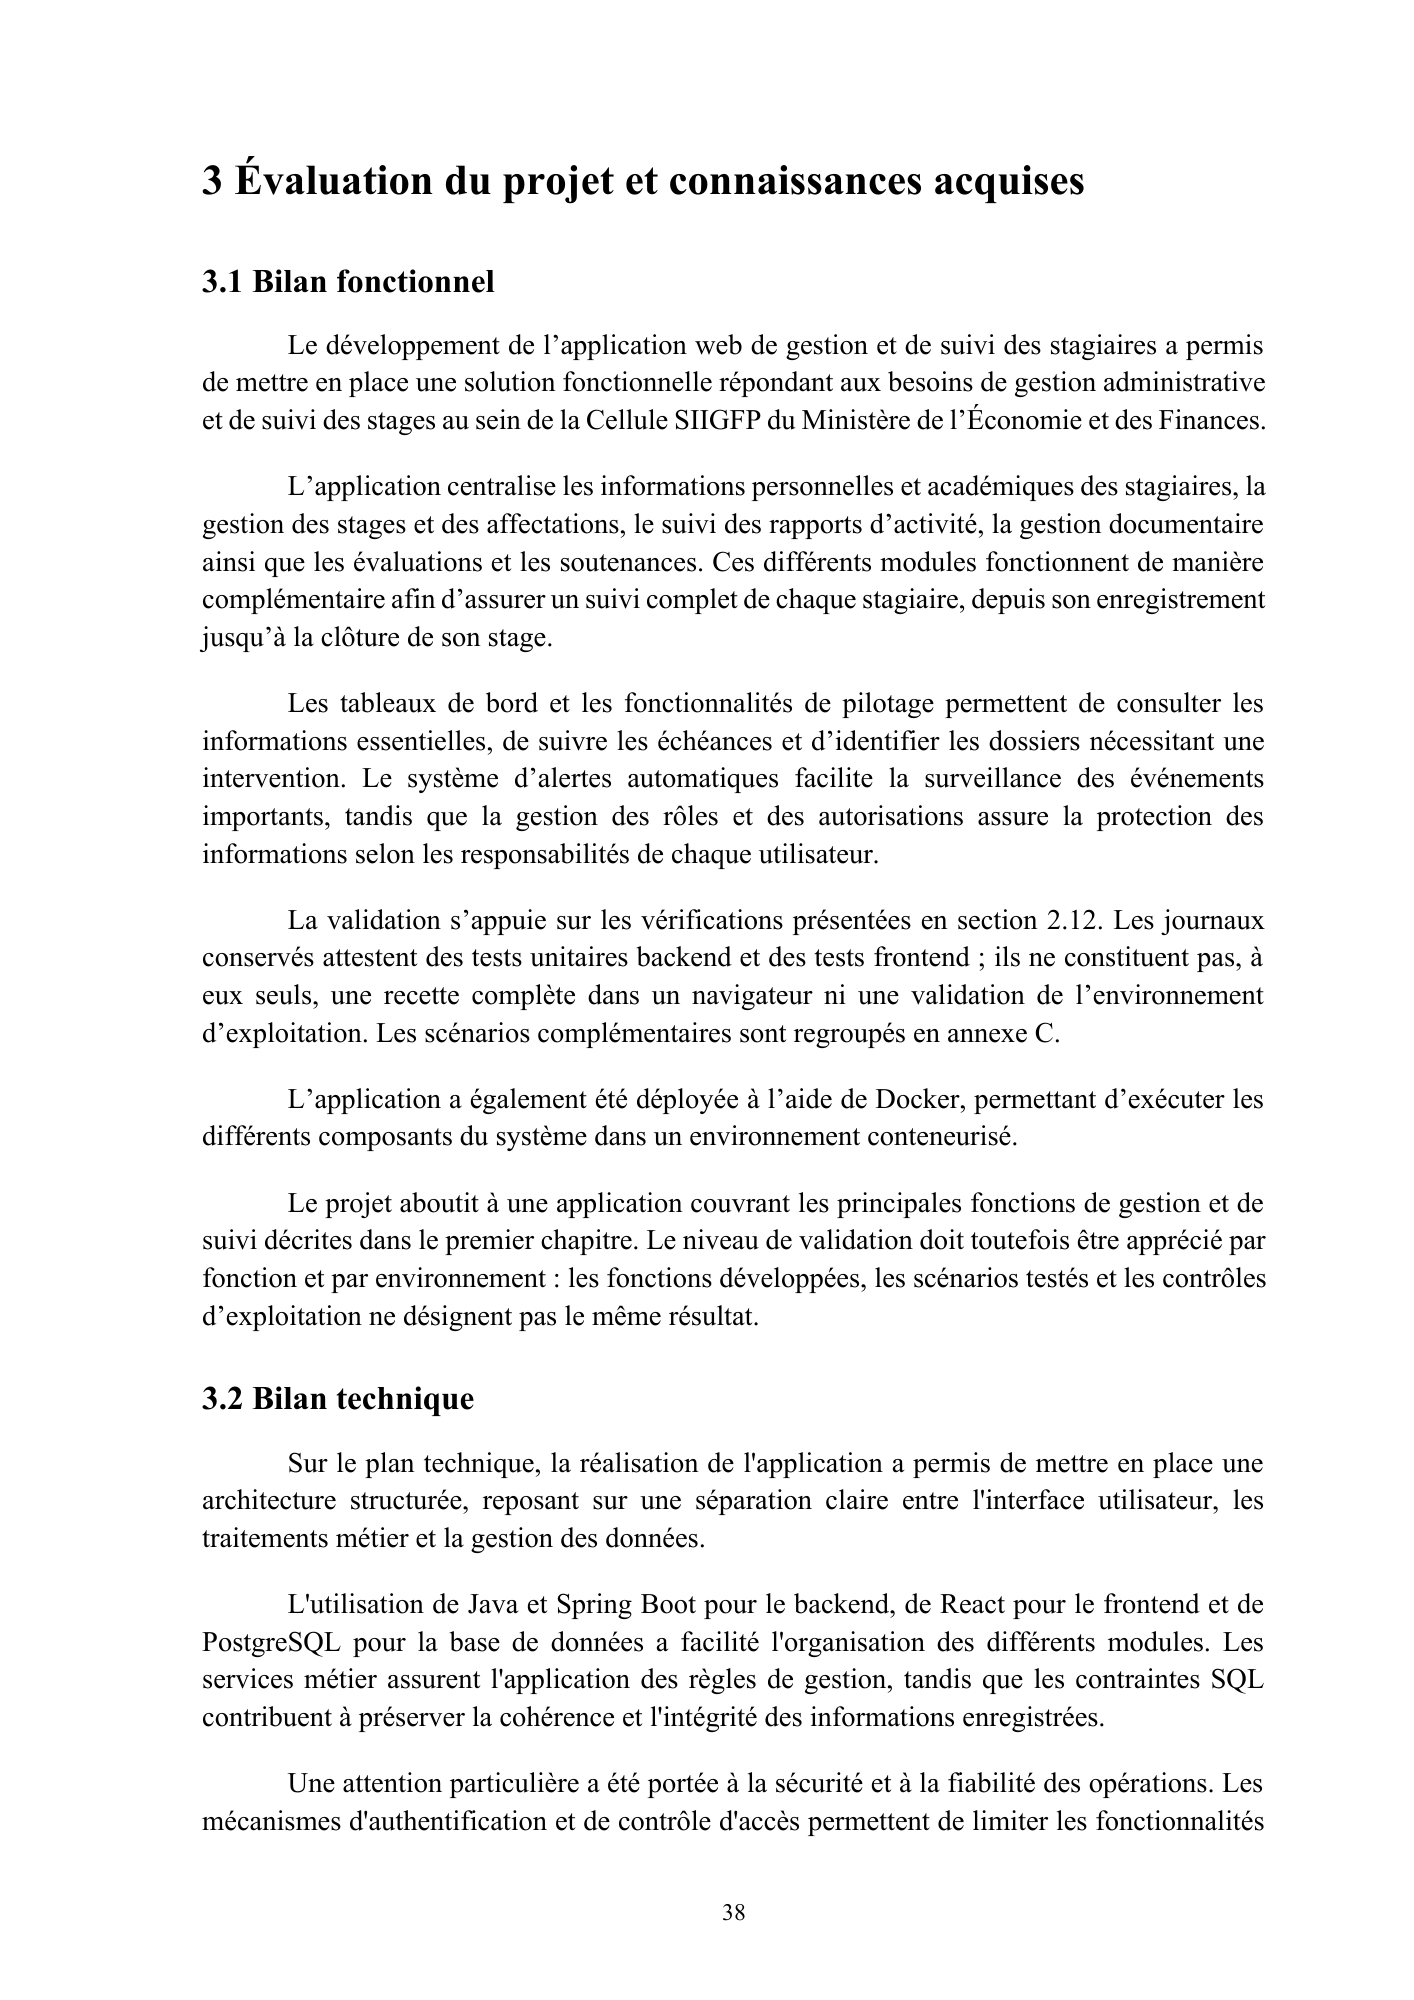 3 Évaluation du projet et connaissances acquises
3.1 Bilan fonctionnel
Le développement de l’application web de gestion et de suivi des stagiaires a permis
de mettre en place une solution fonctionnelle répondant aux besoins de gestion administrative
et de suivi des stages au sein de la Cellule SIIGFP du Ministère de l’Économie et des Finances.
L’application centralise les informations personnelles et académiques des stagiaires, la
gestion des stages et des affectations, le suivi des rapports d’activité, la gestion documentaire
ainsi que les évaluations et les soutenances. Ces différents modules fonctionnent de manière
complémentaire afin d’assurer un suivi complet de chaque stagiaire, depuis son enregistrement
jusqu’à la clôture de son stage.
Les tableaux de bord et les fonctionnalités de pilotage permettent de consulter les
informations essentielles, de suivre les échéances et d’identifier les dossiers nécessitant une
intervention. Le système d’alertes automatiques facilite la surveillance des événements
importants, tandis que la gestion des rôles et des autorisations assure la protection des
informations selon les responsabilités de chaque utilisateur.
La validation s’appuie sur les vérifications présentées en section 2.12. Les journaux
conservés attestent des tests unitaires backend et des tests frontend ; ils ne constituent pas, à
eux seuls, une recette complète dans un navigateur ni une validation de l’environnement
d’exploitation. Les scénarios complémentaires sont regroupés en annexe C.
L’application a également été déployée à l’aide de Docker, permettant d’exécuter les
différents composants du système dans un environnement conteneurisé.
Le projet aboutit à une application couvrant les principales fonctions de gestion et de
suivi décrites dans le premier chapitre. Le niveau de validation doit toutefois être apprécié par
fonction et par environnement : les fonctions développées, les scénarios testés et les contrôles
d’exploitation ne désignent pas le même résultat.
3.2 Bilan technique
Sur le plan technique, la réalisation de l'application a permis de mettre en place une
architecture structurée, reposant sur une séparation claire entre l'interface utilisateur, les
traitements métier et la gestion des données.
L'utilisation de Java et Spring Boot pour le backend, de React pour le frontend et de
PostgreSQL pour la base de données a facilité l'organisation des différents modules. Les
services métier assurent l'application des règles de gestion, tandis que les contraintes SQL
contribuent à préserver la cohérence et l'intégrité des informations enregistrées.
Une attention particulière a été portée à la sécurité et à la fiabilité des opérations. Les
mécanismes d'authentification et de contrôle d'accès permettent de limiter les fonctionnalités
38